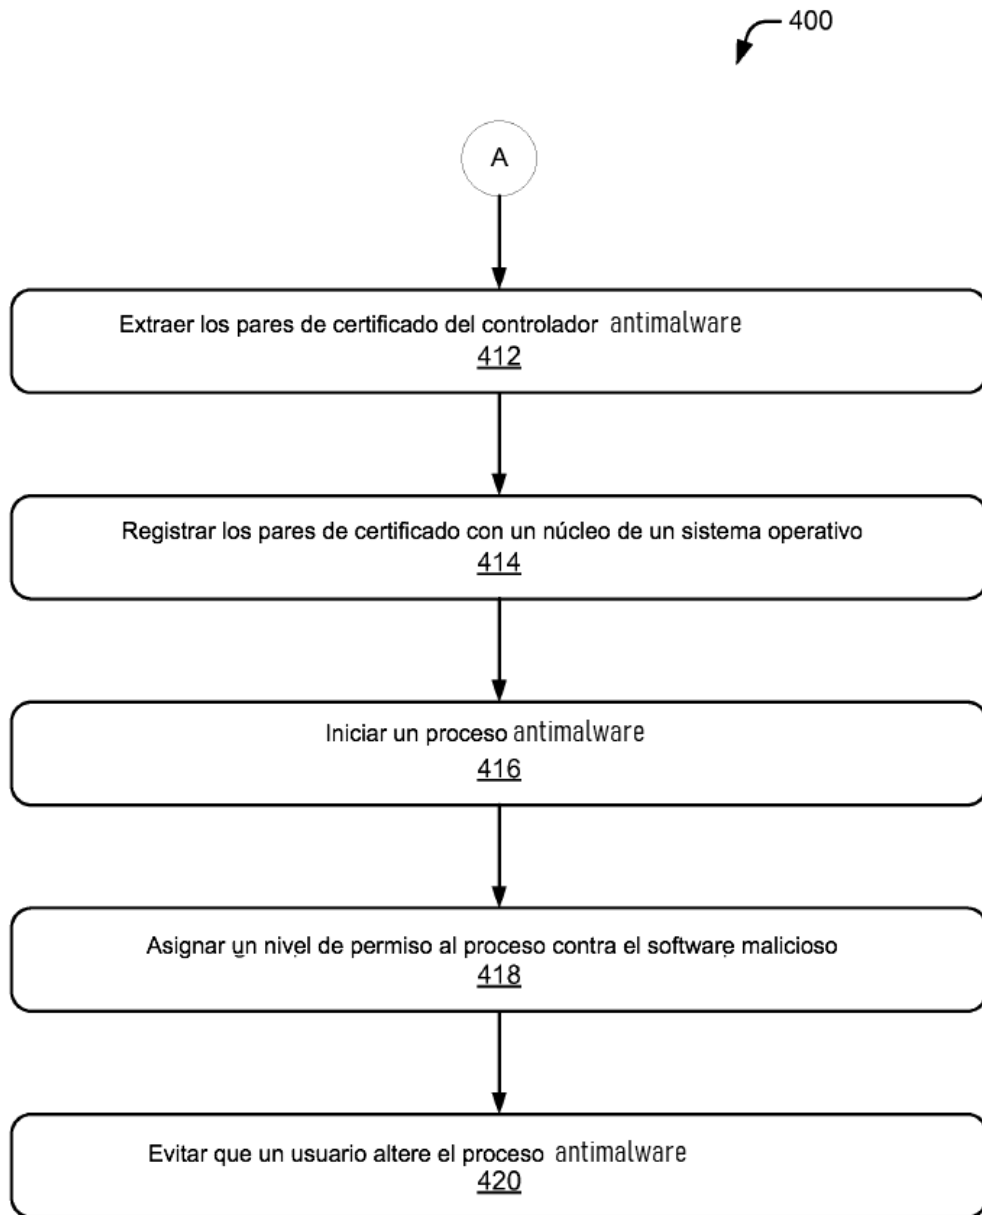 400
A
Extraer los pares de certificado del controlador antimalware
412
Registrar los pares de certificado con un núcleo de un sistema operativo
414
Iniciar un proceso antimalware
416
Asignar un nivel de permiso al proceso contra el software malicioso
418
Evitar que un usuario altere el proceso antimalware
420